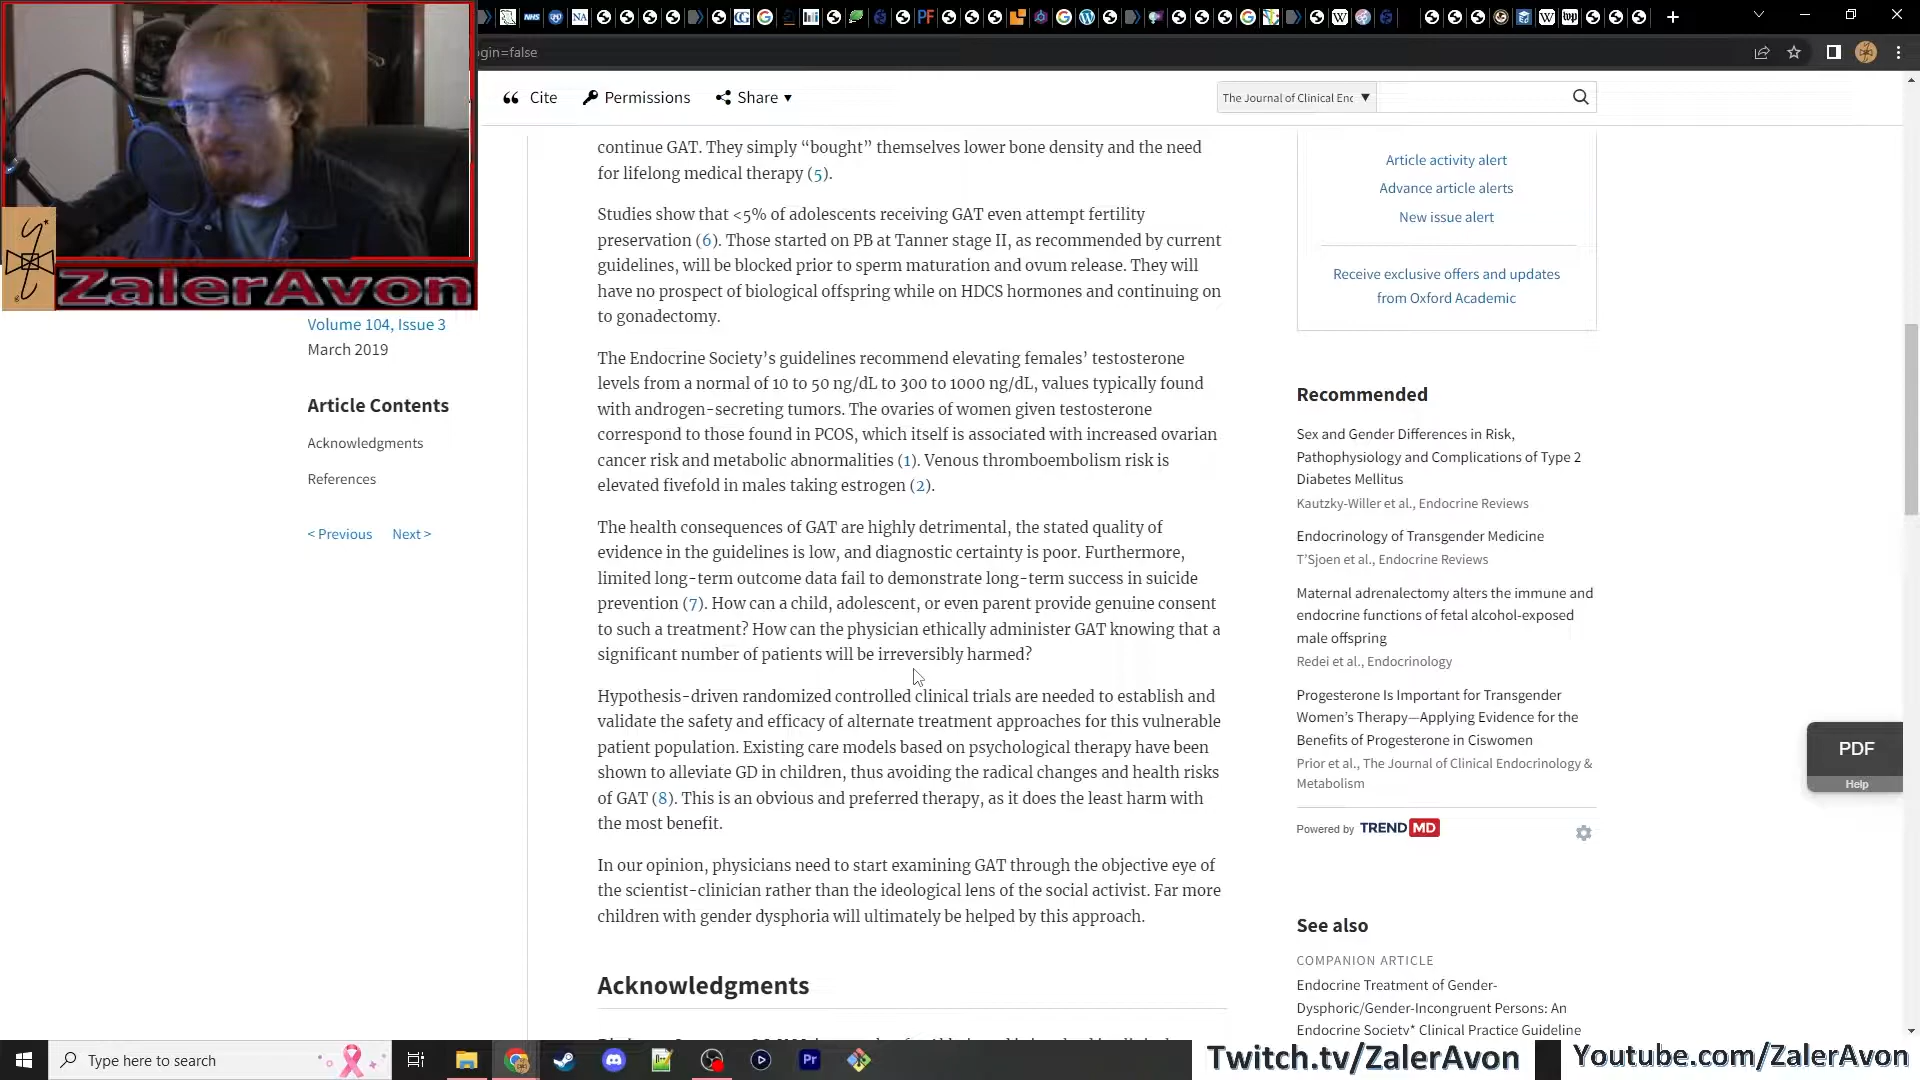 ogin=false
Cite
Permissions
Share
The Journal of Clinical Enc
continue GAT. They simply “bought” themselves lower bone density and the need
for lifelong medical therapy (5).
Studies show that <5% of adolescents receiving GAT even attempt fertility
preservation (6). Those started on PB at Tanner stage II, as recommended by current
guidelines, will be blocked prior to sperm maturation and ovum release. They will
have no prospect of biological offspring while on HDCS hormones and continuing on
to gonadectomy.
The Endocrine Society’s guidelines recommend elevating females’ testosterone
levels from a normal of 10 to 50 ng/dL to 300 to 1000 ng/dL, values typically found
with androgen-secreting tumors. The ovaries of women given testosterone
correspond to those found in PCOS, which itself is associated with increased ovarian
cancer risk and metabolic abnormalities (1). Venous thromboembolism risk is
elevated fivefold in males taking estrogen (2).
The health consequences of GAT are highly detrimental, the stated quality of
evidence in the guidelines is low, and diagnostic certainty is poor. Furthermore,
limited long-term outcome data fail to demonstrate long-term success in suicide
prevention (7). How can a child, adolescent, or even parent provide genuine consent
to such a treatment? How can the physician ethically administer GAT knowing that a
significant number of patients will be irreversibly harmed?
Hypothesis-driven randomized controlled clinical trials are needed to establish and
validate the safety and efficacy of alternate treatment approaches for this vulnerable
patient population. Existing care models based on psychological therapy have been
shown to alleviate GD in children, thus avoiding the radical changes and health risks
of GAT (8). This is an obvious and preferred therapy, as it does the least harm with
the most benefit.
In our opinion, physicians need to start examining GAT through the objective eye of
the scientist-clinician rather than the ideological lens of the social activist. Far more
children with gender dysphoria will ultimately be helped by this approach.
Acknowledgments
ZalerAvon
Volume 104, Issue 3
March 2019
Article Contents
Acknowledgments
References
< Previous Next >
Article activity alert
Advance article alerts
New issue alert
Receive exclusive offers and updates
from Oxford Academic
Recommended
Sex and Gender Differences in Risk,
Pathophysiology and Complications of Type 2
Diabetes Mellitus
Kautzky-Willer et al., Endocrine Reviews
Endocrinology of Transgender Medicine
T’Sjoen et al., Endocrine Reviews
Maternal adrenalectomy alters the immune and
endocrine functions of fetal alcohol-exposed
male offspring
Redei et al., Endocrinology
Progesterone Is Important for Transgender
Women’s Therapy—Applying Evidence for the
Benefits of Progesterone in Ciswomen
Prior et al., The Journal of Clinical Endocrinology &
Metabolism
Powered by TREND MD
See also
COMPANION ARTICLE
Endocrine Treatment of Gender-
Dysphoric/Gender-Incongruent Persons: An
Endocrine Society* Clinical Practice Guideline
PDF
Help
Type here to search
Pr
Twitch.tv/ZalerAvon
Youtube.com/ZalerAvon